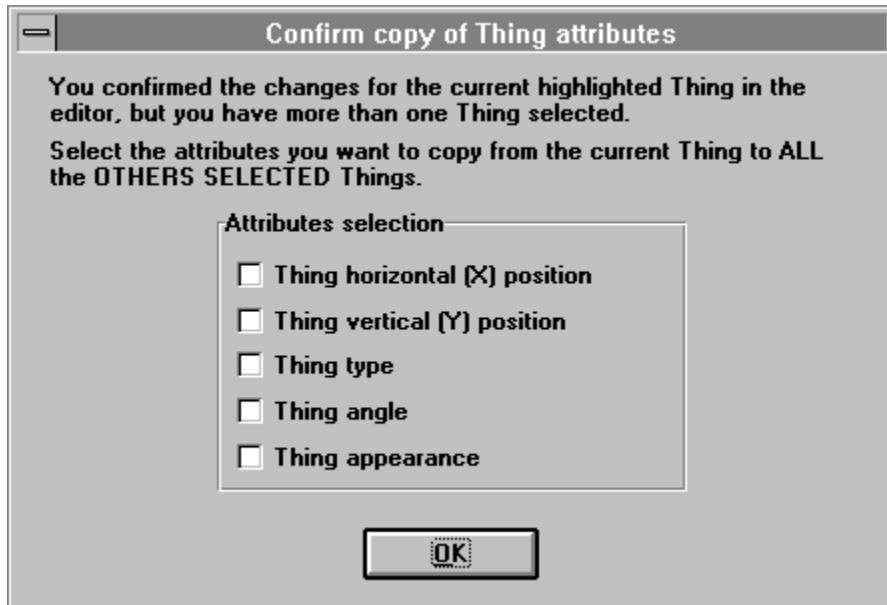 Confirm copy of Thing attributes
You confirmed the changes for the current highlighted Thing in the
editor, but you have more than one Thing selected.
Select the attributes you want to copy from the current Thing to ALL
the OTHERS SELECTED Things.
Attributes selection
Thing horizontal (X) position
Thing vertical (Y) position
Thing type
Thing angle
Thing appearance
OK